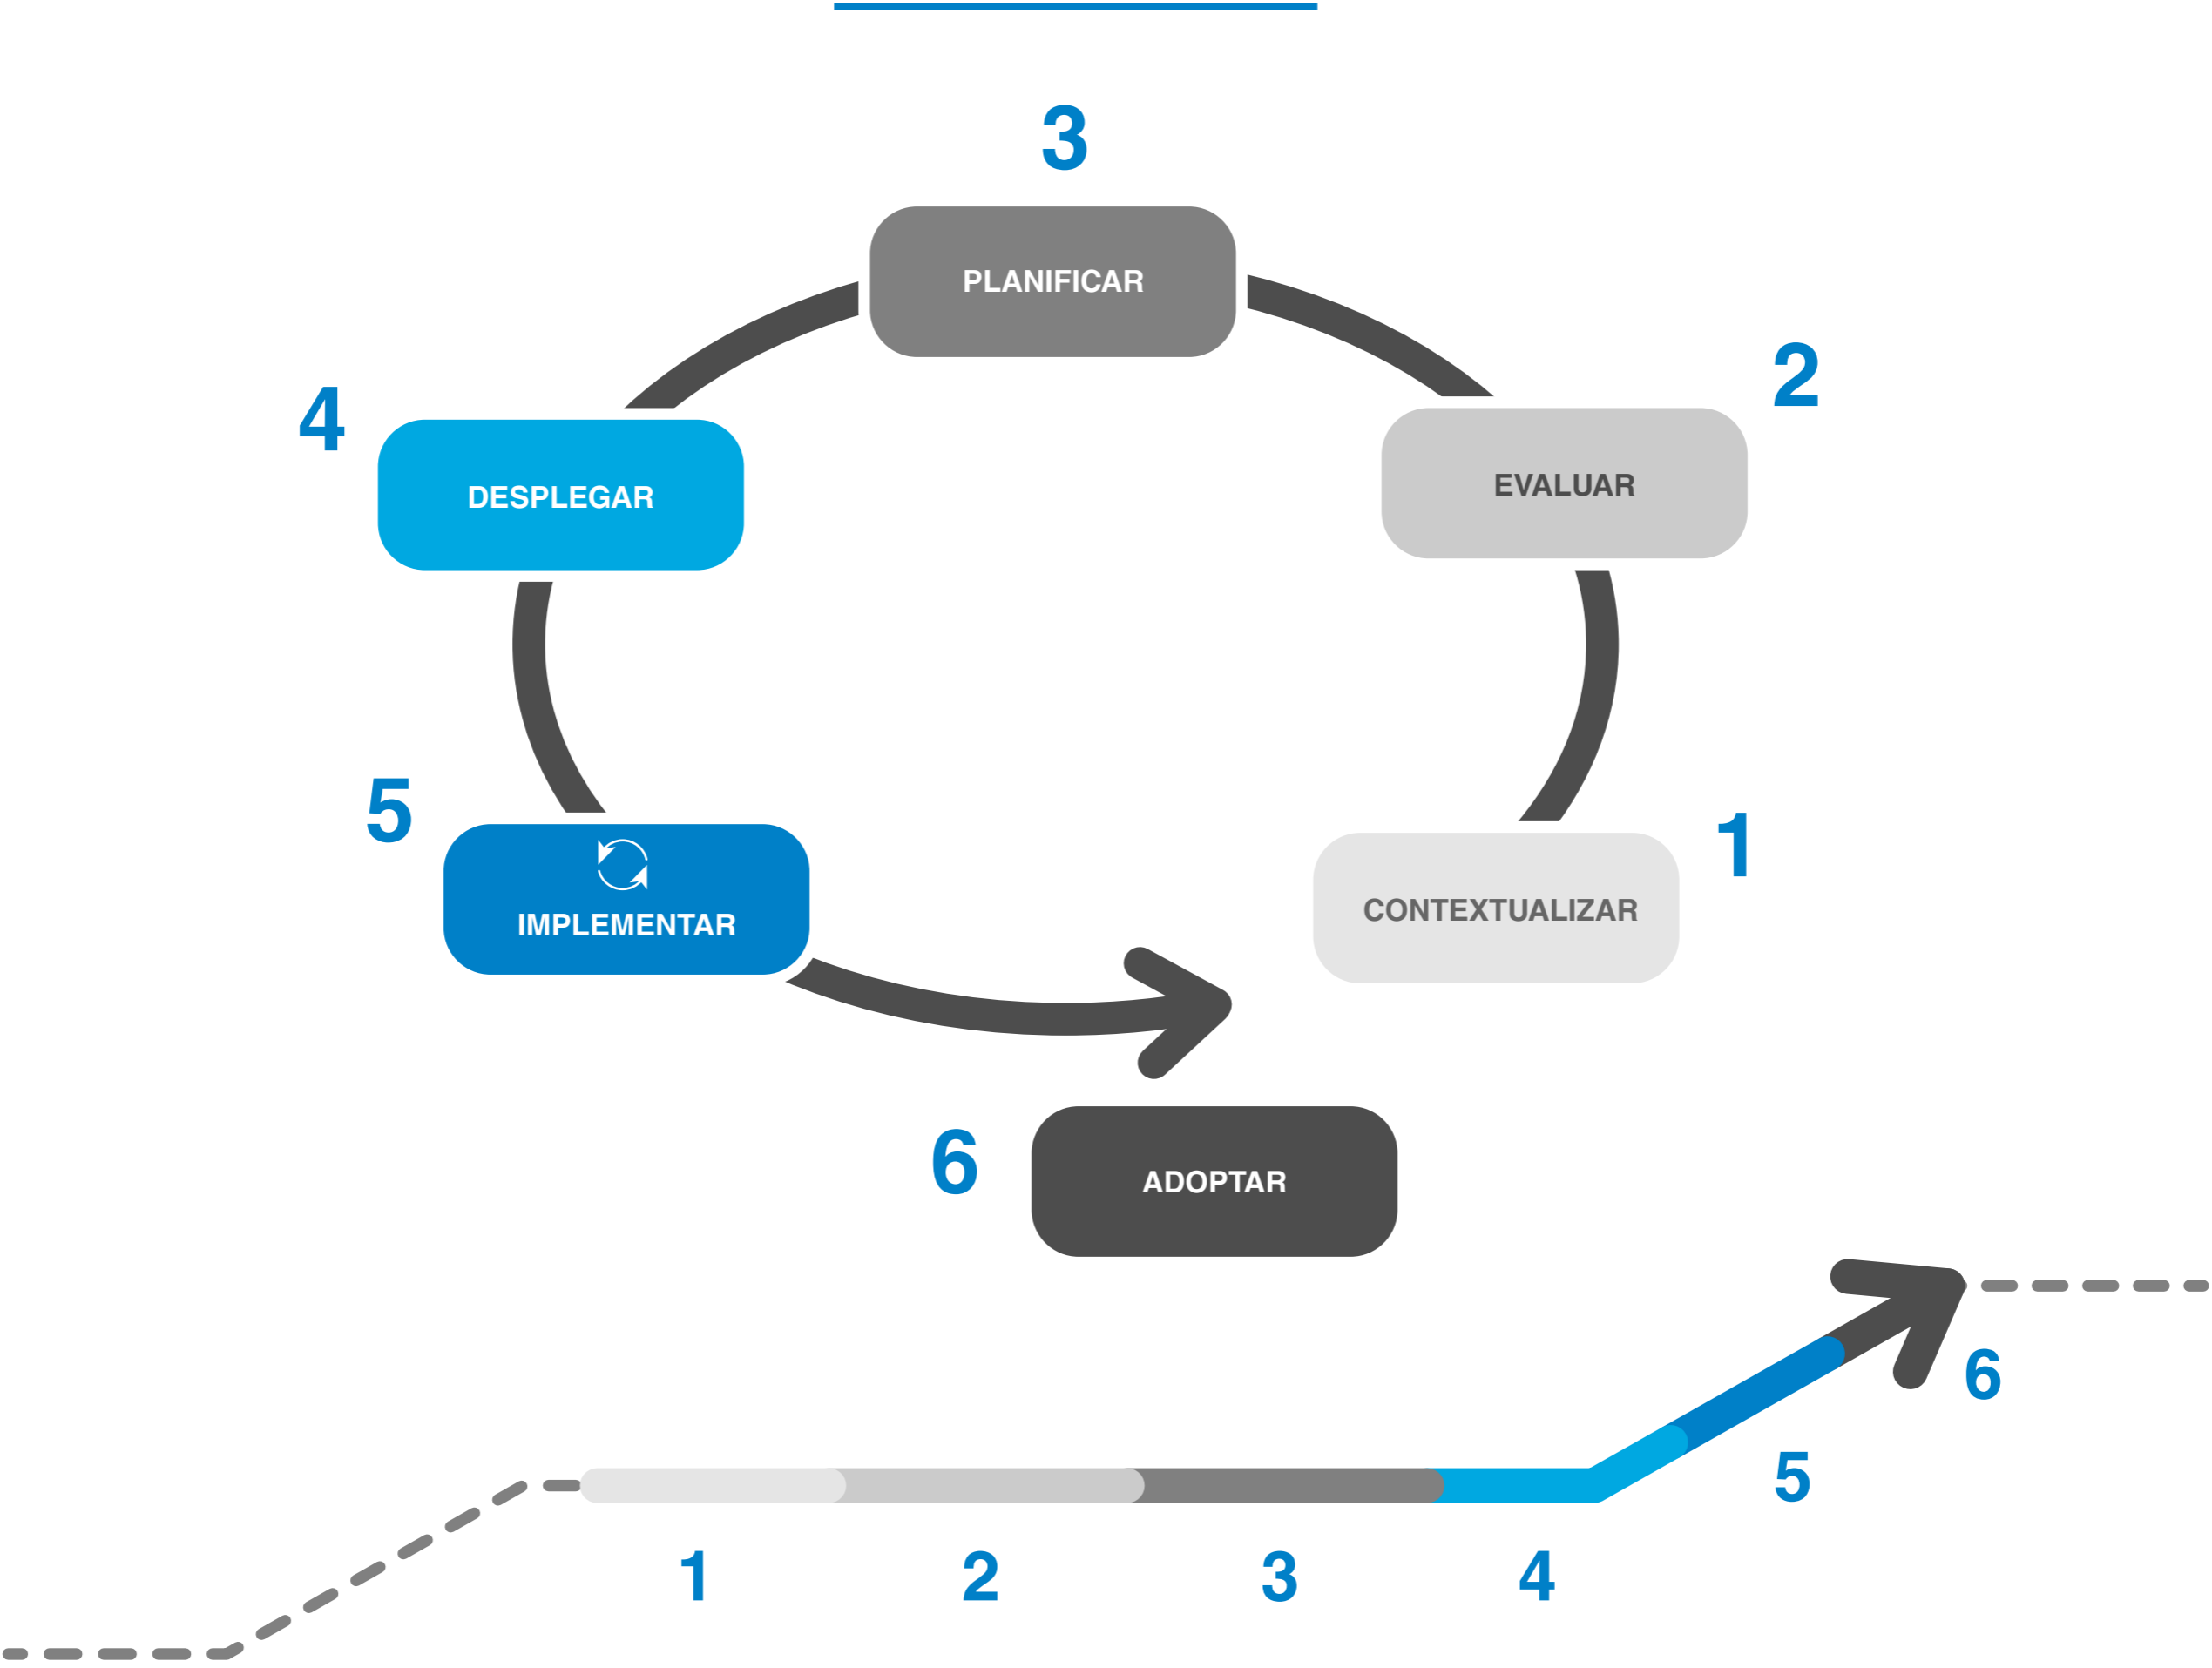 3
PLANIFICAR
2
EVALUAR
4
DESPLEGAR
5
IMPLEMENTAR
1
CONTEXTUALIZAR
6
ADOPTAR
1
2
3
4
5
6